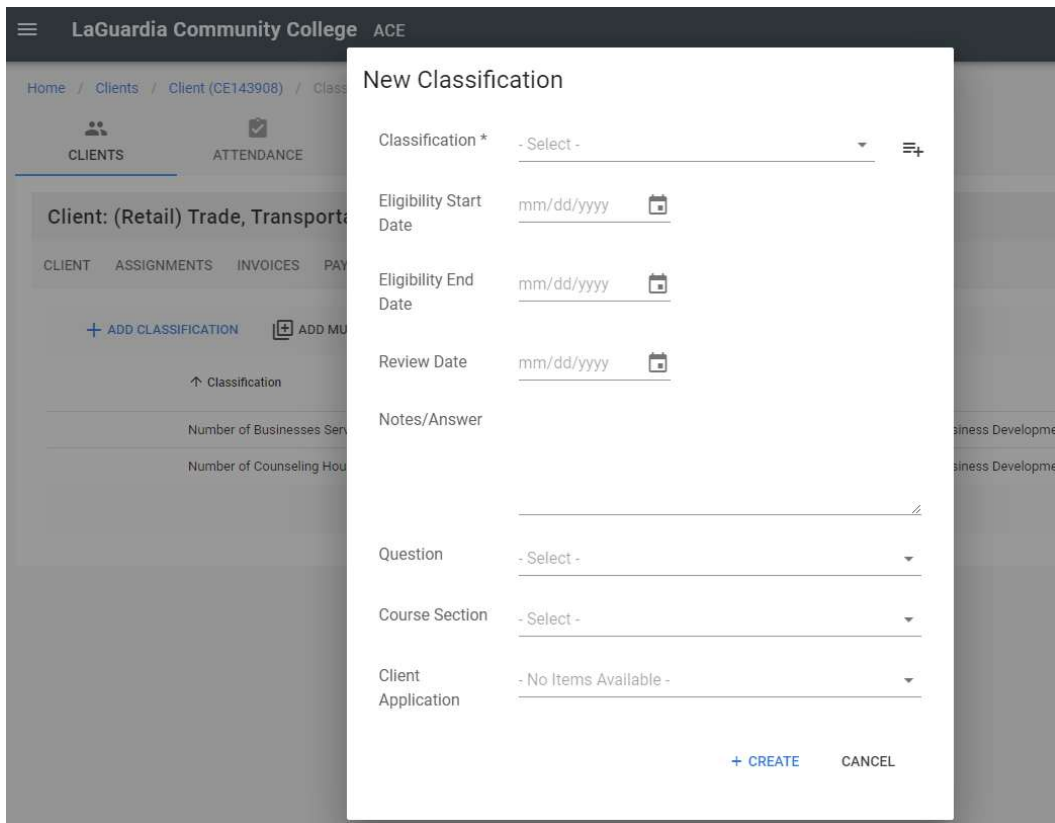 LaGuardia Community College ACE
Home / Clients / Client (CE143908) / Class
CLIENTS
ATTENDANCE
Client: (Retail) Trade, Transporta
CLIENT ASSIGNMENTS INVOICES PAY
+ ADD CLASSIFICATION ADD MU
↑ Classification
Number of Businesses Serv
siness Developme
Number of Counseling Hou
siness Developme
New Classification
Classification * - Select -
Eligibility Start
Date
mm/dd/yyyy
Eligibility End
Date
mm/dd/yyyy
Review Date mm/dd/yyyy
Notes/Answer
Question - Select -
Course Section - Select -
Client
Application
- No Items Available -
+ CREATE CANCEL